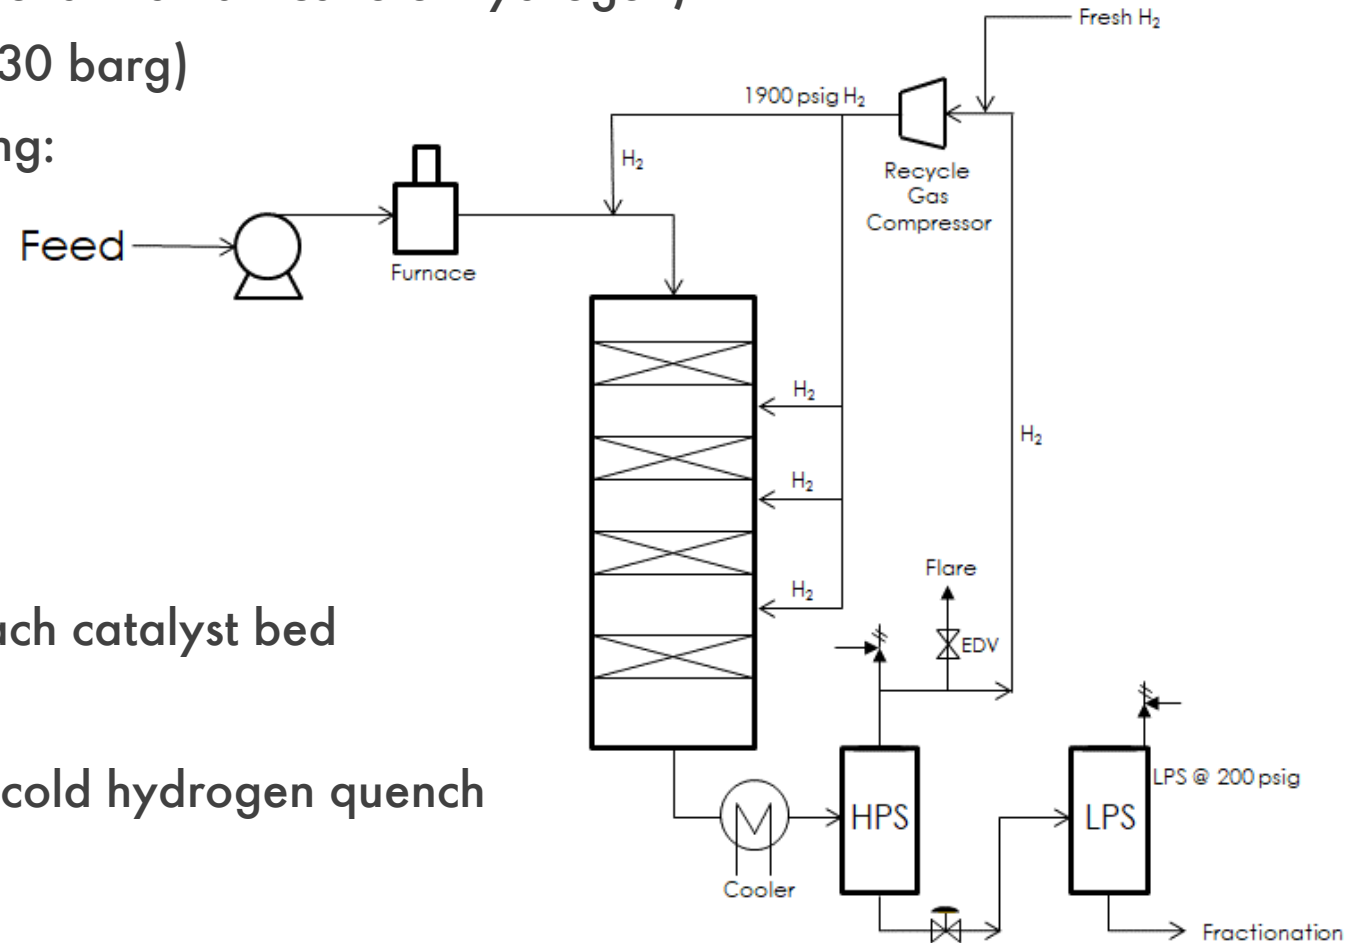 30 barg)
ng:
Fresh H₂
1900 psig H₂
H₂
Recycle
Gas
Compressor
Feed
Furnace
H₂
H₂
H₂
H₂
Flare
EDV
ach catalyst bed
cold hydrogen quench
LPS @ 200 psig
HPS
LPS
Cooler
Fractionation